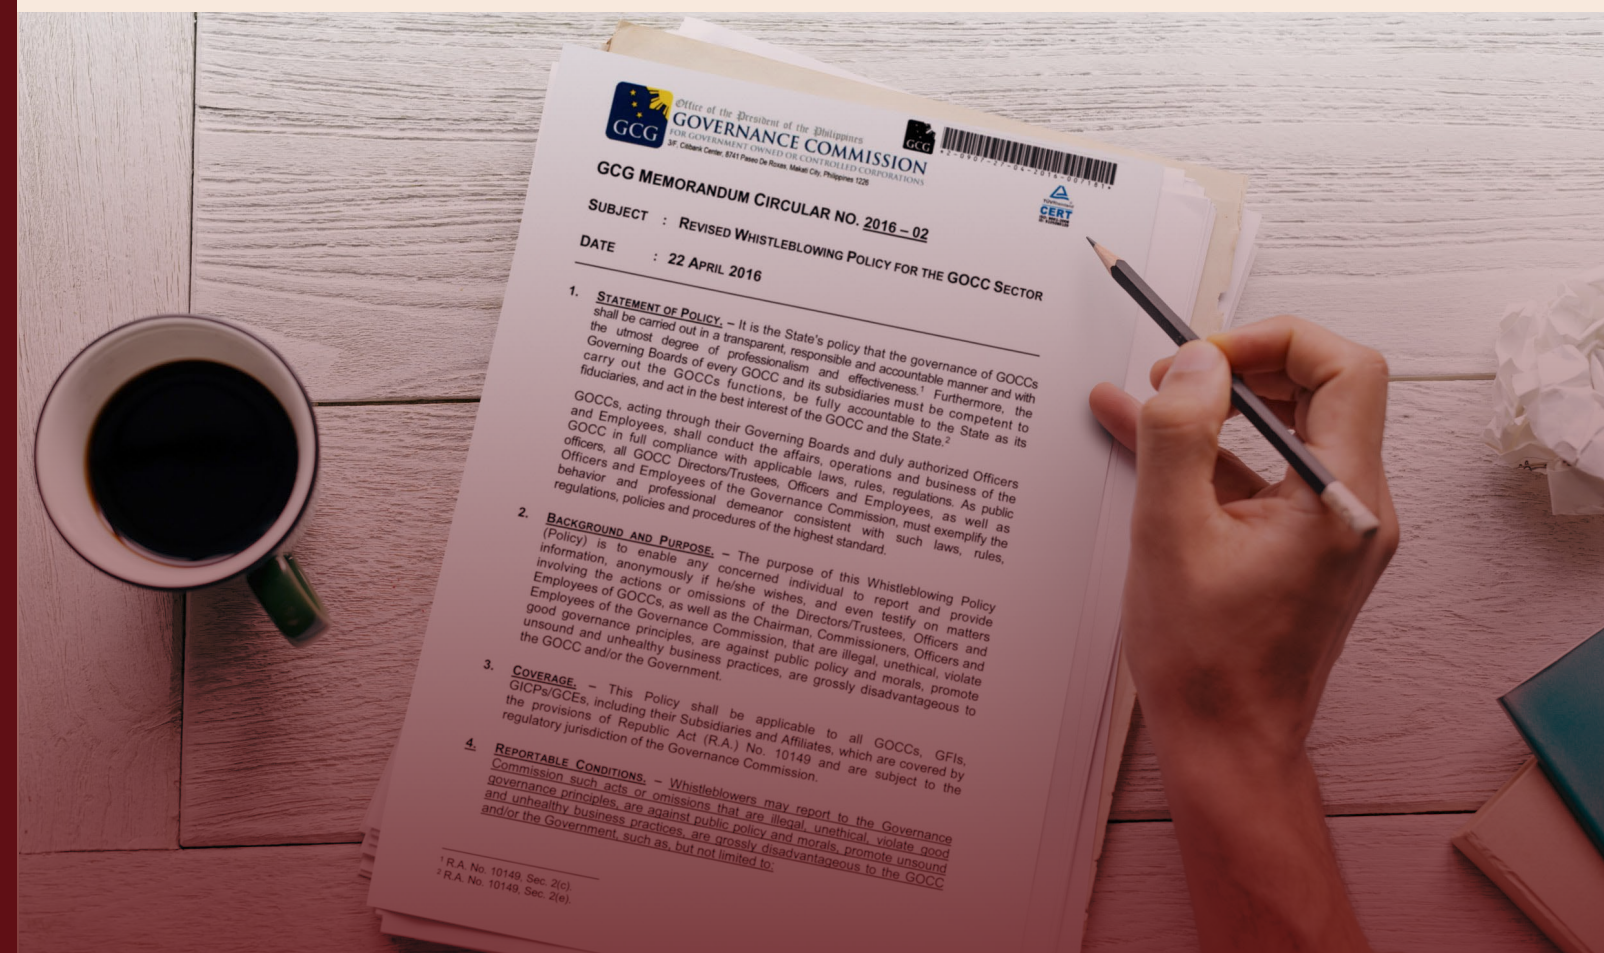 GCG
Office of the President of the Philippines
GOVERNANCE COMMISSION
FOR GOVERNMENT OWNED OR CONTROLLED CORPORATIONS
3/F, Citibank Center, 8741 Paseo De Roxas, Makati City, Philippines 1226
GCG
CERT
GCG MEMORANDUM CIRCULAR NO. 2016 – 02
SUBJECT : REVISED WHISTLEBLOWING POLICY FOR THE GOCC SECTOR
DATE : 22 APRIL 2016
1. STATEMENT OF POLICY. – It is the State's policy that the governance of GOCCs
shall be carried out in a transparent, responsible and accountable manner and with
the utmost degree of professionalism and effectiveness.¹ Furthermore, the
Governing Boards of every GOCC and its subsidiaries must be competent to
carry out the GOCCs functions, be fully accountable to the State as its
fiduciaries, and act in the best interest of the GOCC and the State.²
GOCCs, acting through their Governing Boards and duly authorized Officers
and Employees, shall conduct the affairs, operations and business of the
GOCC in full compliance with applicable laws, rules, regulations. As public
officers, all GOCC Directors/Trustees, Officers and Employees, as well as
Officers and Employees of the Governance Commission, must exemplify the
behavior and professional demeanor consistent with such laws, rules,
regulations, policies and procedures of the highest standard.
2. BACKGROUND AND PURPOSE. – The purpose of this Whistleblowing Policy
(Policy) is to enable any concerned individual to report and provide
information, anonymously if he/she wishes, and even testify on matters
involving the actions or omissions of the Directors/Trustees, Officers and
Employees of GOCCs, as well as the Chairman, Commissioners, Officers and
Employees of the Governance Commission, that are illegal, unethical, violate
good governance principles, are against public policy and morals, promote
unsound and unhealthy business practices, are grossly disadvantageous to
the GOCC and/or the Government.
3. COVERAGE. – This Policy shall be applicable to all GOCCs, GFIs,
GICPs/GCEs, including their Subsidiaries and Affiliates, which are covered by
the provisions of Republic Act (R.A.) No. 10149 and are subject to the
regulatory jurisdiction of the Governance Commission.
4. REPORTABLE CONDITIONS. – Whistleblowers may report to the Governance
Commission such acts or omissions that are illegal, unethical, violate good
governance principles, are against public policy and morals, promote unsound
and unhealthy business practices, are grossly disadvantageous to the GOCC
and/or the Government, such as, but not limited to:
¹ R.A. No. 10149, Sec. 2(c).
² R.A. No. 10149, Sec. 2(e).